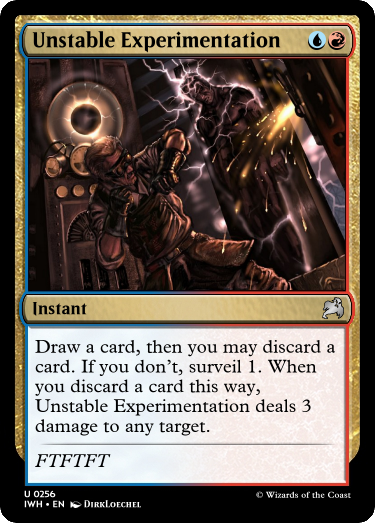 Unstable Experimentation
Instant
Draw a card, then you may discard a
card. If you don't, surveil 1. When
you discard a card this way,
Unstable Experimentation deals 3
damage to any target.
FTFTFT
U 0256
IWH • EN DirkLoechel
© Wizards of the Coast